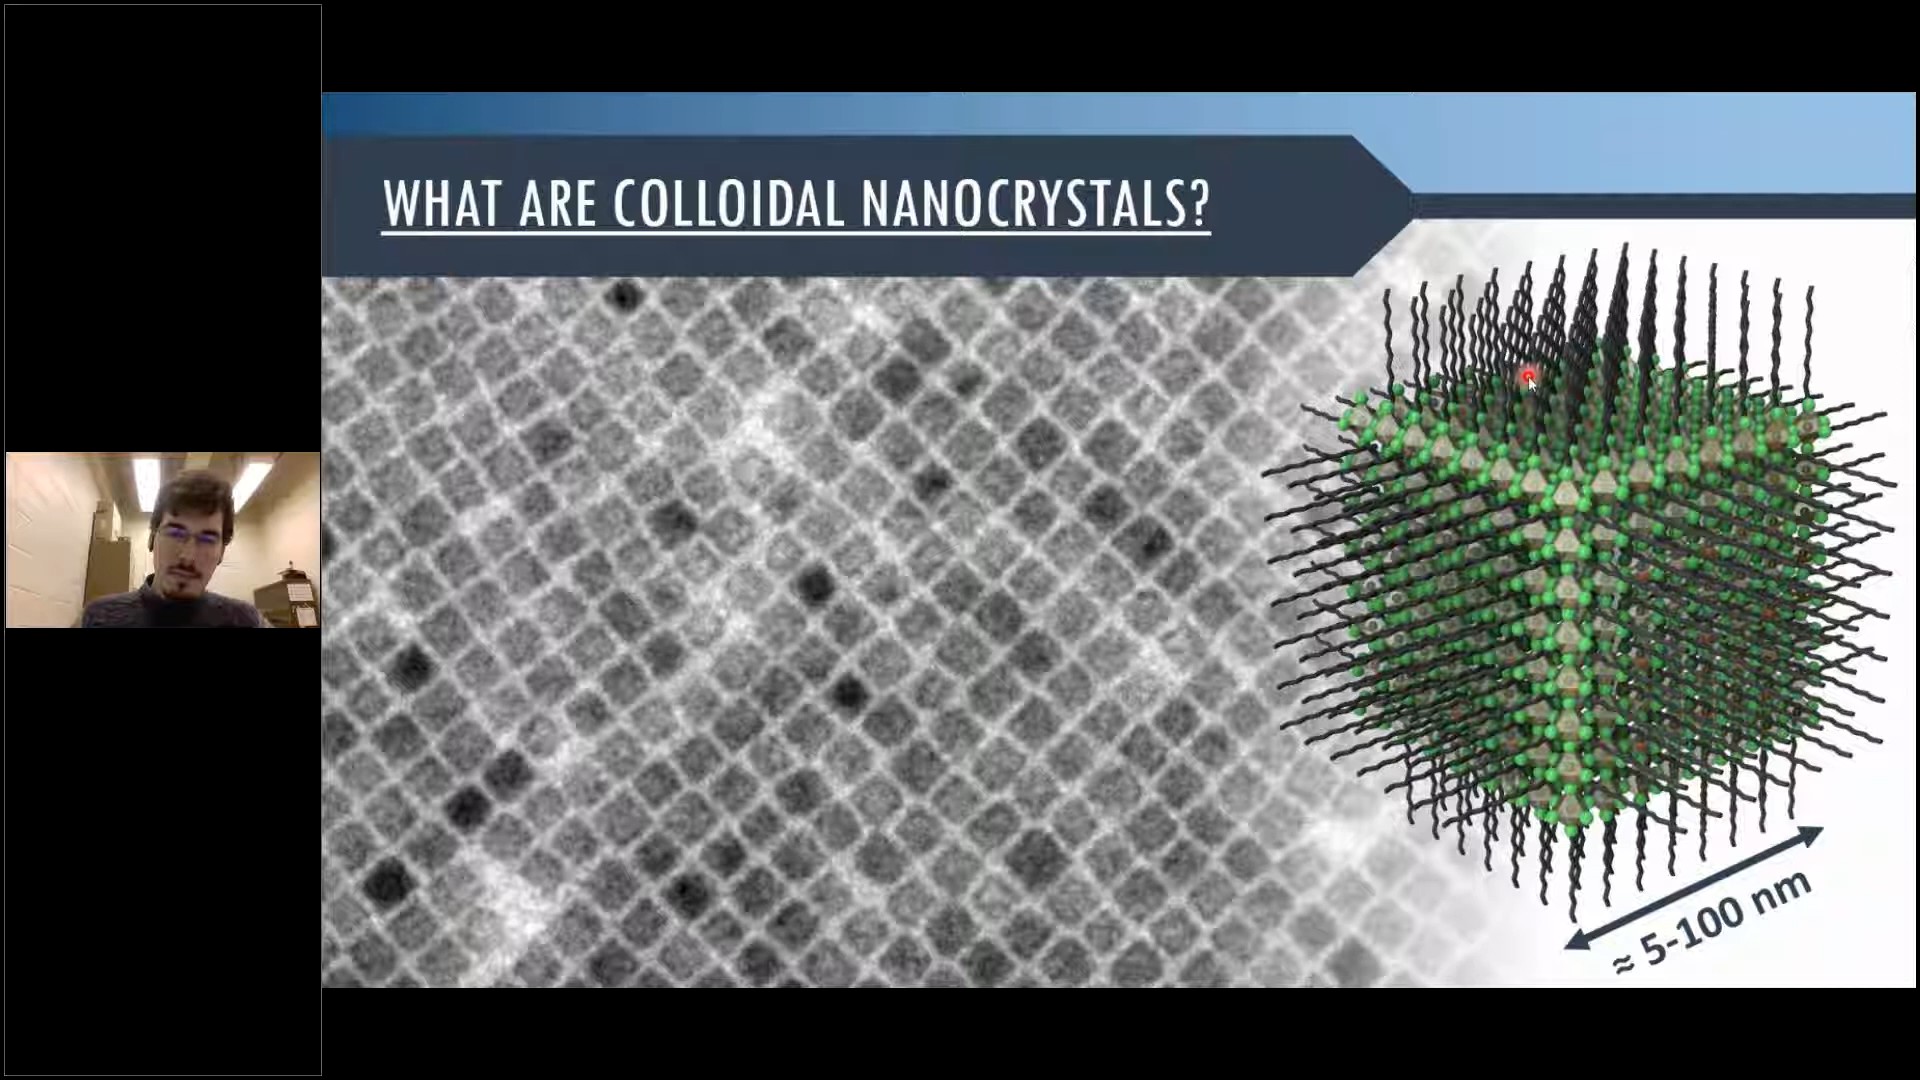 WHAT ARE COLLOIDAL NANOCRYSTALS?
≈ 5-100 nm